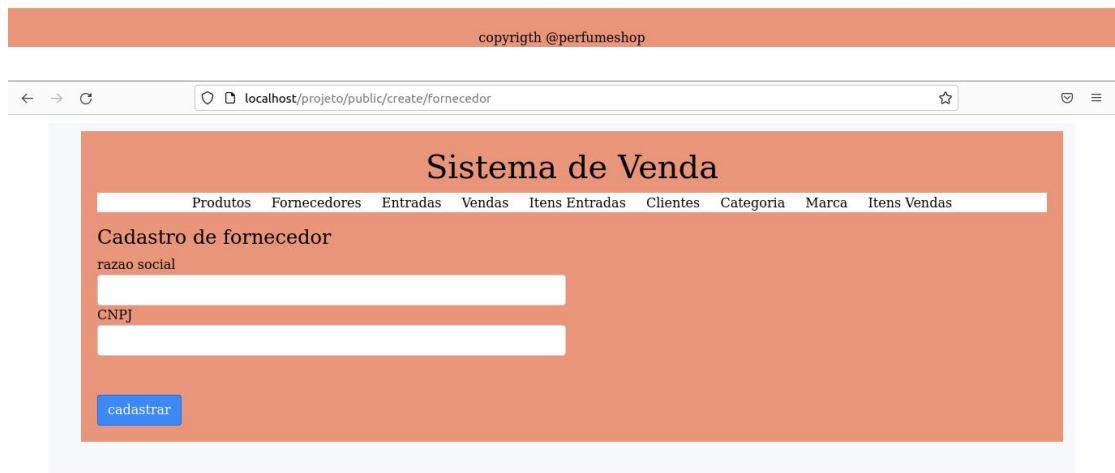 copyrigth @perfumeshop
localhost/projeto/public/create/fornecedor
Sistema de Venda
Produtos Fornecedores Entradas Vendas Itens Entradas Clientes Categoria Marca Itens Vendas
Cadastro de fornecedor
razao social
CNPJ
cadastrar